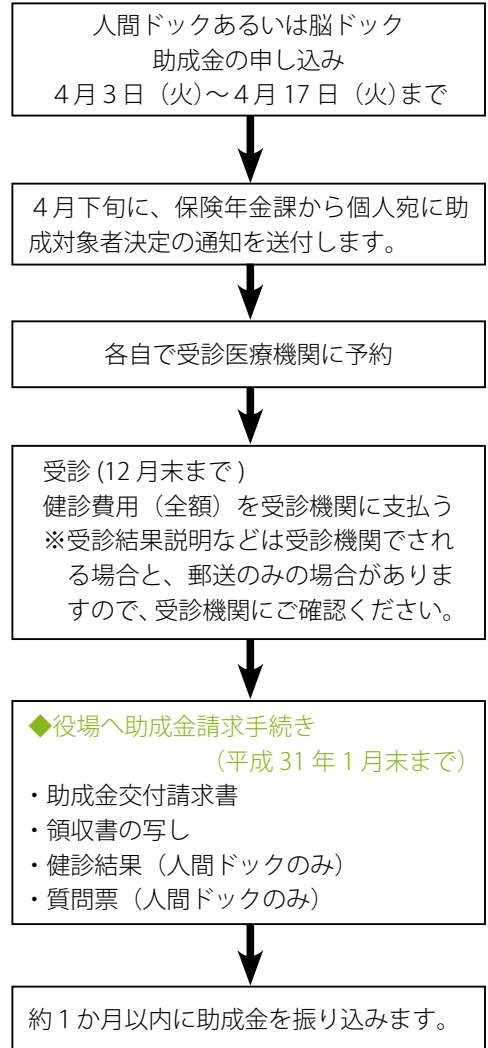 人間ドックあるいは脳ドック
助成金の申し込み
４月３日（火）～４月17日（火）まで
４月下旬に、保険年金課から個人宛に助
成対象者決定の通知を送付します。
各自で受診医療機関に予約
受診(12月末まで)
健診費用（全額）を受診機関に支払う
※受診結果説明などは受診機関でされ
る場合と、郵送のみの場合がありま
すので、受診機関にご確認ください。
◆役場へ助成金請求手続き
（平成31年１月末まで）
・助成金交付請求書
・領収書の写し
・健診結果（人間ドックのみ）
・質問票（人間ドックのみ）
約１か月以内に助成金を振り込みます。